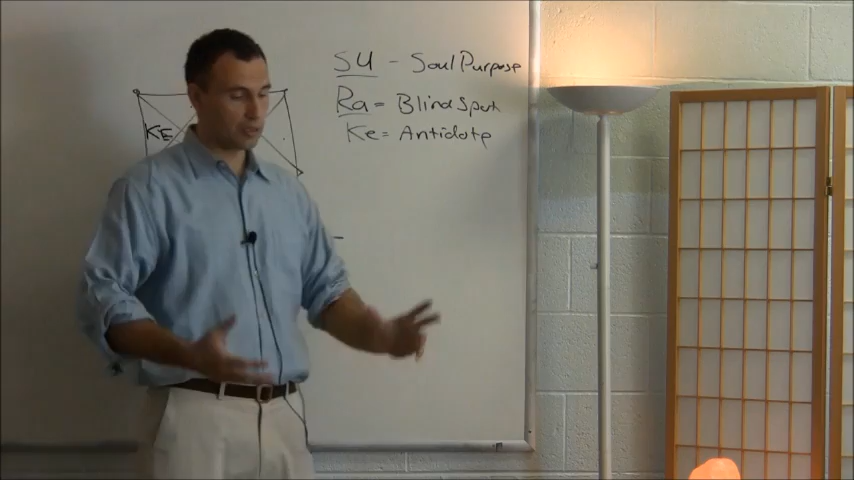 SU - Soul Purpose
Ra = Blind Spot
Ke = Antidote
KE